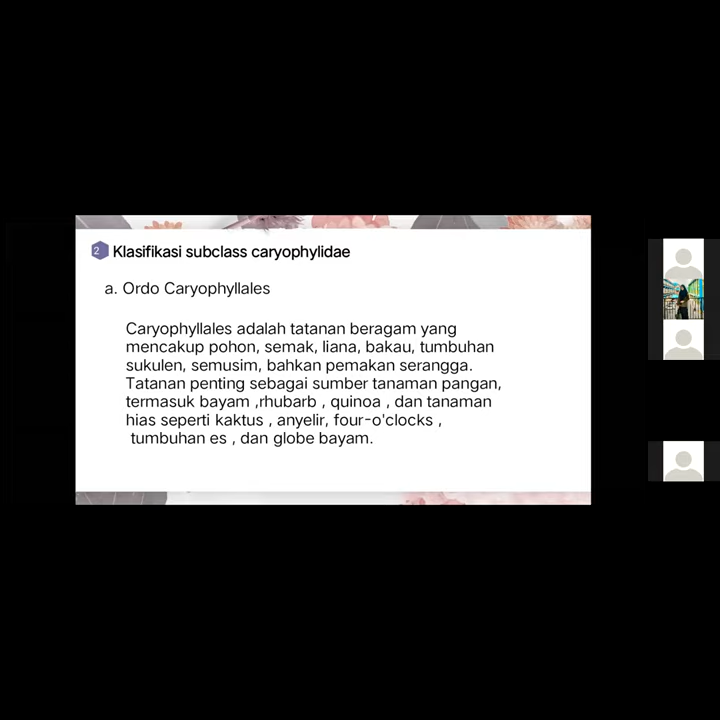 2 Klasifikasi subclass caryophylidae
a. Ordo Caryophyllales
Caryophyllales adalah tatanan beragam yang
mencakup pohon, semak, liana, bakau, tumbuhan
sukulen, semusim, bahkan pemakan serangga.
Tatanan penting sebagai sumber tanaman pangan,
termasuk bayam ,rhubarb , quinoa , dan tanaman
hias seperti kaktus , anyelir, four-o'clocks ,
tumbuhan es , dan globe bayam.